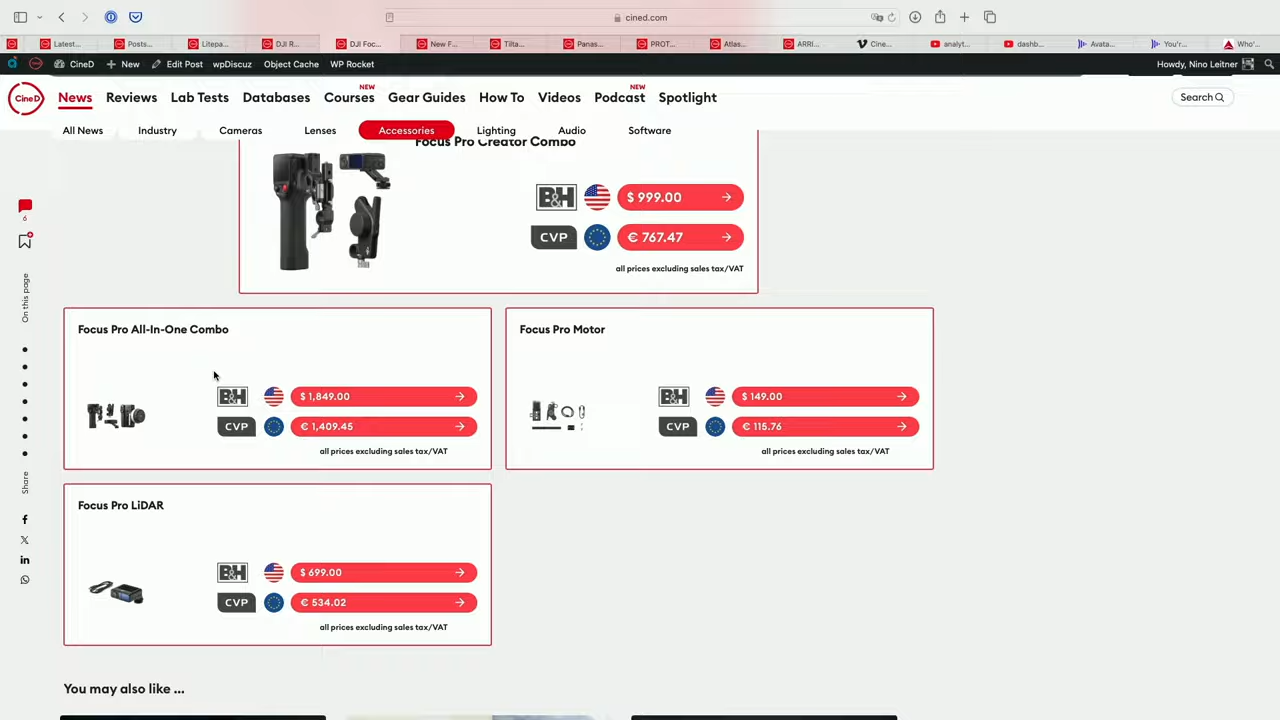 cined.com
Latest...
Posts...
Litepa...
DJI R...
DJI Foc...
New F...
Tilta...
Panas...
PROT...
Atlas...
ARRI...
Cine...
analyt...
dashb...
Avata...
You'r...
Who'...
CineD
New
Edit Post
wpDiscuz
Object Cache
WP Rocket
Howdy, Nino Leitner
CineD
News
Reviews
Lab Tests
Databases
Courses
NEW
Gear Guides
How To
Videos
Podcast
NEW
Spotlight
Search
All News
Industry
Cameras
Lenses
Accessories
Lighting
Audio
Software
Focus Pro Creator Combo
B&H
$ 999.00
CVP
€ 767.47
all prices excluding sales tax/VAT
6
On this page
Share
Focus Pro All-In-One Combo
B&H
$ 1,849.00
CVP
€ 1,409.45
all prices excluding sales tax/VAT
Focus Pro Motor
B&H
$ 149.00
CVP
€ 115.76
all prices excluding sales tax/VAT
Focus Pro LiDAR
B&H
$ 699.00
CVP
€ 534.02
all prices excluding sales tax/VAT
You may also like ...